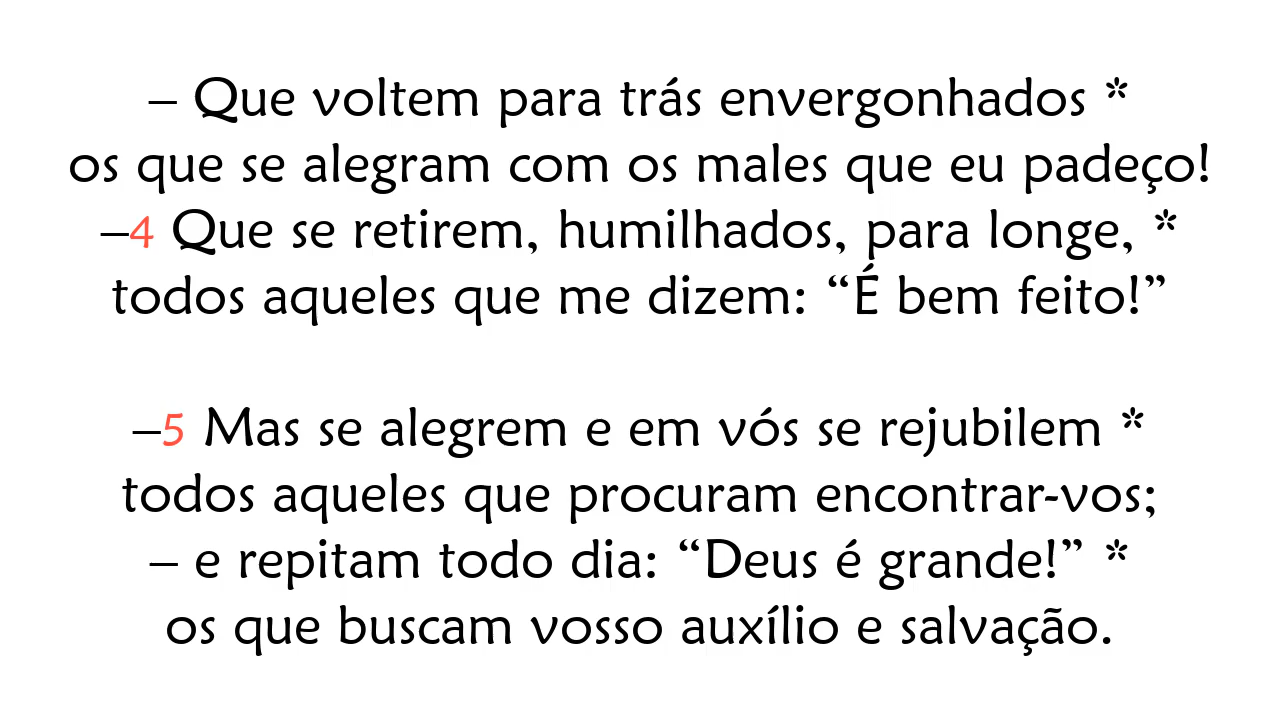 – Que voltem para trás envergonhados *
os que se alegram com os males que eu padeço!
–4 Que se retirem, humilhados, para longe, *
todos aqueles que me dizem: “É bem feito!”
–5 Mas se alegrem e em vós se rejubilem *
todos aqueles que procuram encontrar-vos;
– e repitam todo dia: “Deus é grande!” *
os que buscam vosso auxílio e salvação.